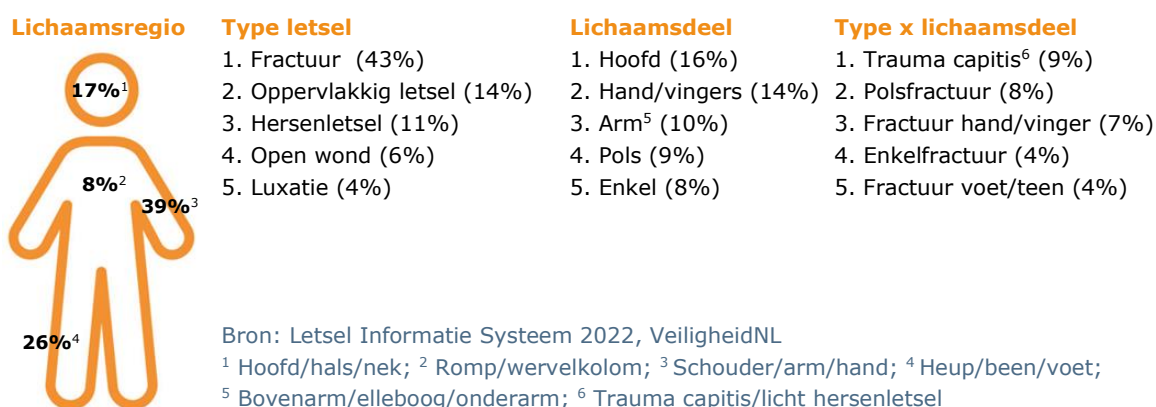 Lichaamsregio
17%¹
8%²
39%³
26%⁴
Type letsel
1. Fractuur (43%)
2. Oppervlakkig letsel (14%)
3. Hersenletsel (11%)
4. Open wond (6%)
5. Luxatie (4%)
Lichaamsdeel
1. Hoofd (16%)
2. Hand/vingers (14%)
3. Arm⁵ (10%)
4. Pols (9%)
5. Enkel (8%)
Type x lichaamsdeel
1. Trauma capitis⁶ (9%)
2. Polsfractuur (8%)
3. Fractuur hand/vinger (7%)
4. Enkelfractuur (4%)
5. Fractuur voet/teen (4%)
Bron: Letsel Informatie Systeem 2022, VeiligheidNL
¹ Hoofd/hals/nek; ² Romp/wervelkolom; ³ Schouder/arm/hand; ⁴ Heup/been/voet;
⁵ Bovenarm/elleboog/onderarm; ⁶ Trauma capitis/licht hersenletsel